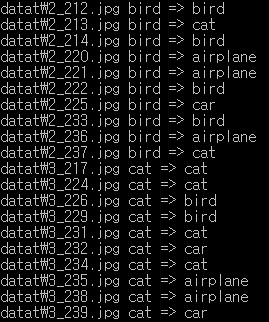 datat₩2_212.jpg bird => bird
datat₩2_213.jpg bird => cat
datat₩2_214.jpg bird => bird
datat₩2_220.jpg bird => airplane
datat₩2_221.jpg bird => airplane
datat₩2_222.jpg bird => bird
datat₩2_225.jpg bird => car
datat₩2_233.jpg bird => bird
datat₩2_236.jpg bird => airplane
datat₩2_237.jpg bird => cat
datat₩3_217.jpg cat => cat
datat₩3_224.jpg cat => cat
datat₩3_226.jpg cat => bird
datat₩3_229.jpg cat => bird
datat₩3_231.jpg cat => cat
datat₩3_232.jpg cat => car
datat₩3_234.jpg cat => cat
datat₩3_235.jpg cat => airplane
datat₩3_238.jpg cat => airplane
datat₩3_239.jpg cat => car